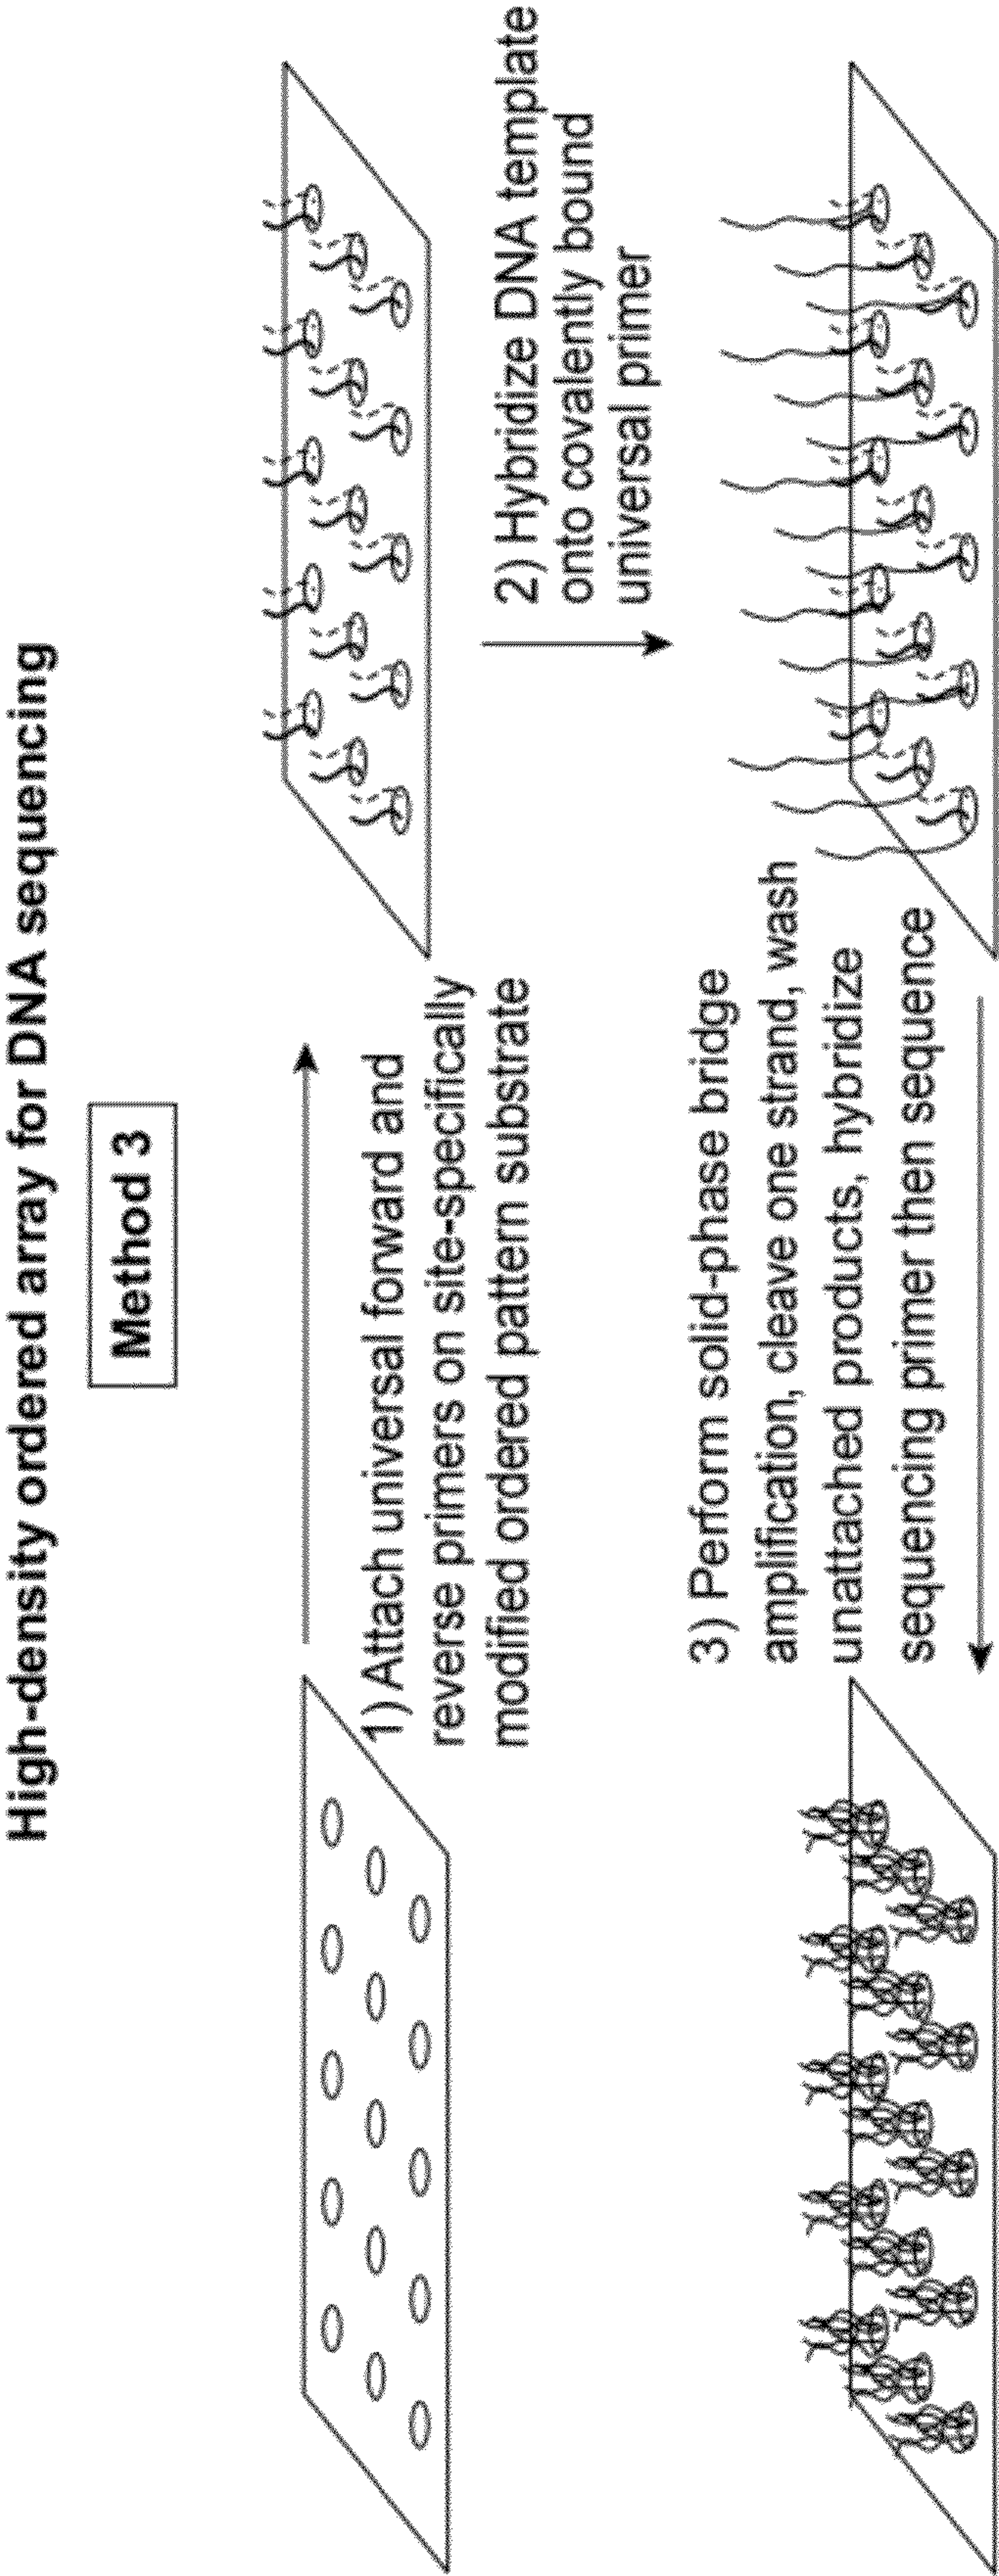 High-density ordered array for DNA sequencing
Method 3
1) Attach universal forward and
reverse primers on site-specifically
modified ordered pattern substrate
2) Hybridize DNA template
onto covalently bound
universal primer
3) Perform solid-phase bridge
amplification, cleave one strand, wash
unattached products, hybridize
sequencing primer then sequence